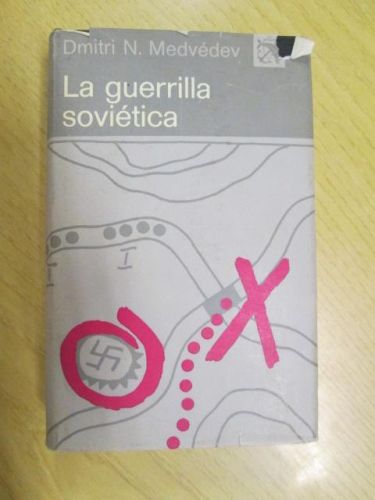 Dmitri N. Medvédev
La guerrilla
soviética
I
I
X